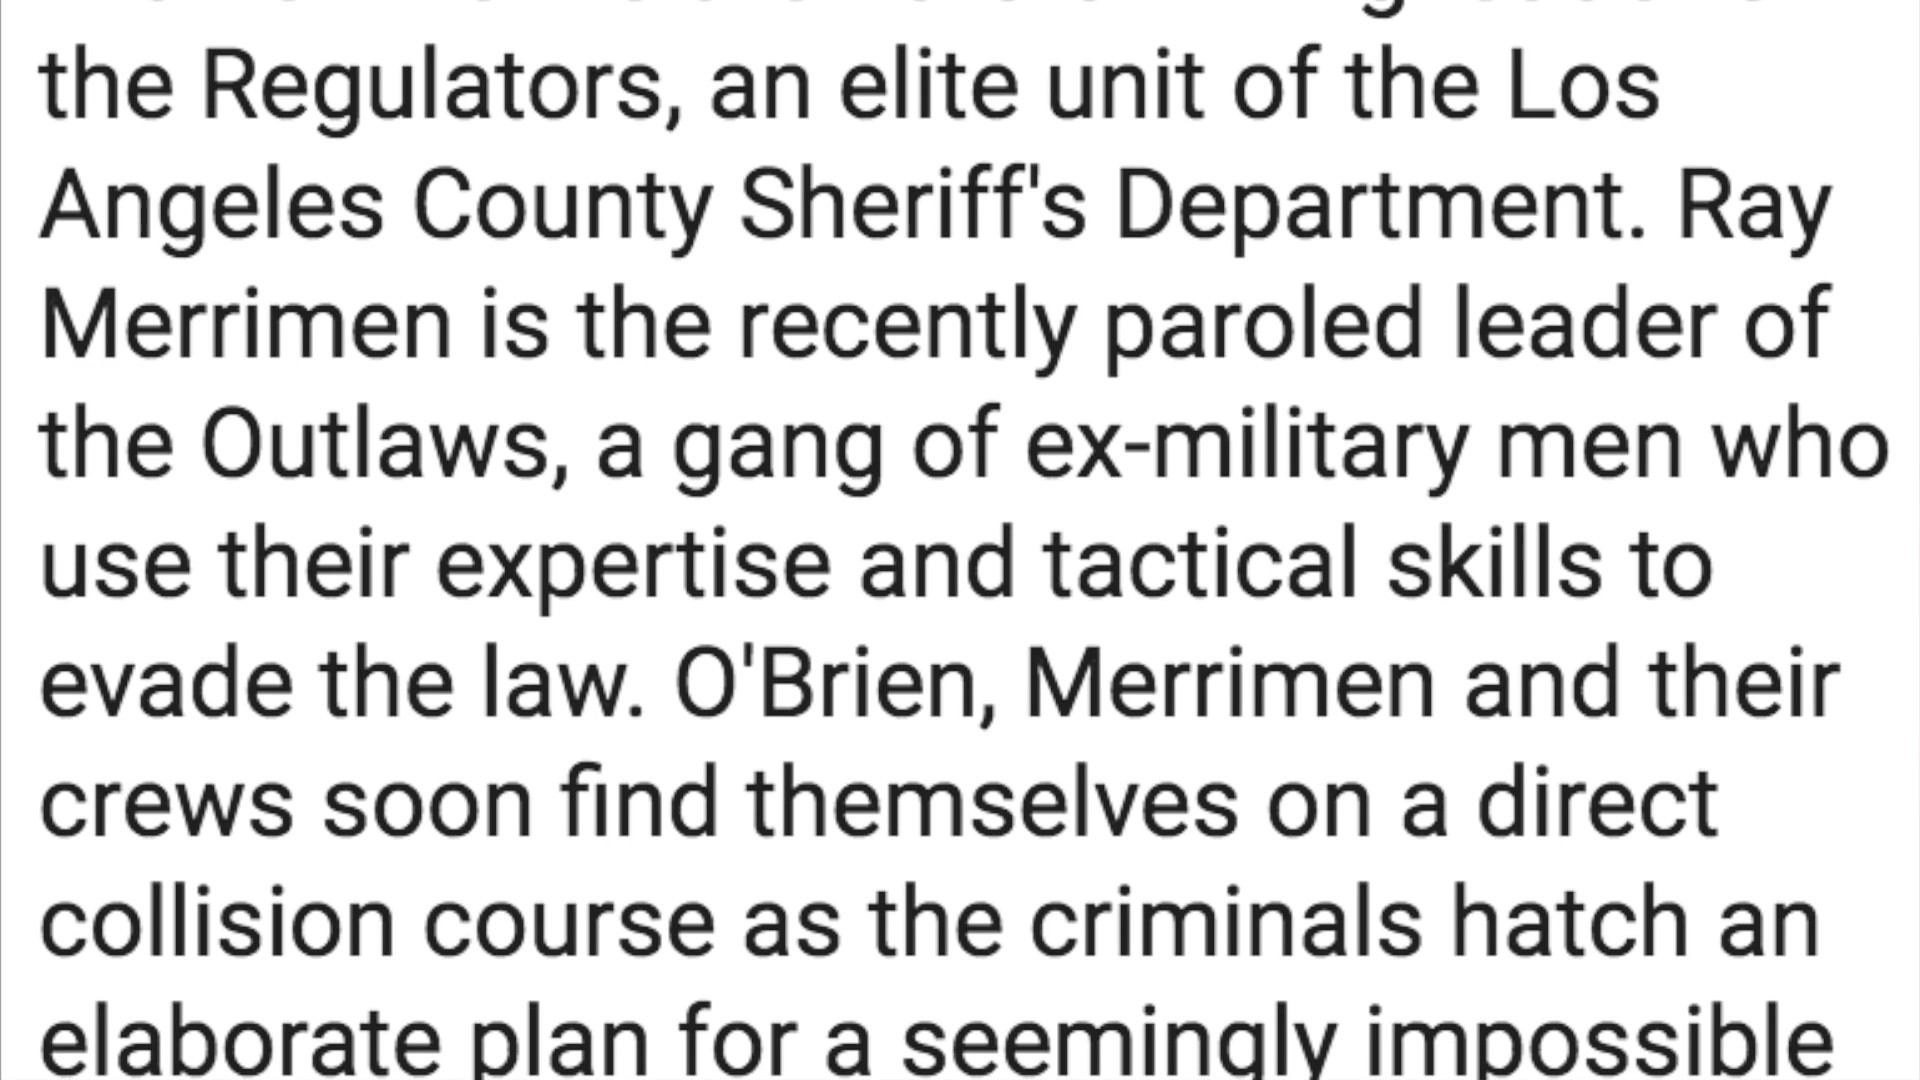 the Regulators, an elite unit of the Los
Angeles County Sheriff's Department. Ray
Merrimen is the recently paroled leader of
the Outlaws, a gang of ex-military men who
use their expertise and tactical skills to
evade the law. O'Brien, Merrimen and their
crews soon find themselves on a direct
collision course as the criminals hatch an
elaborate plan for a seemingly impossible